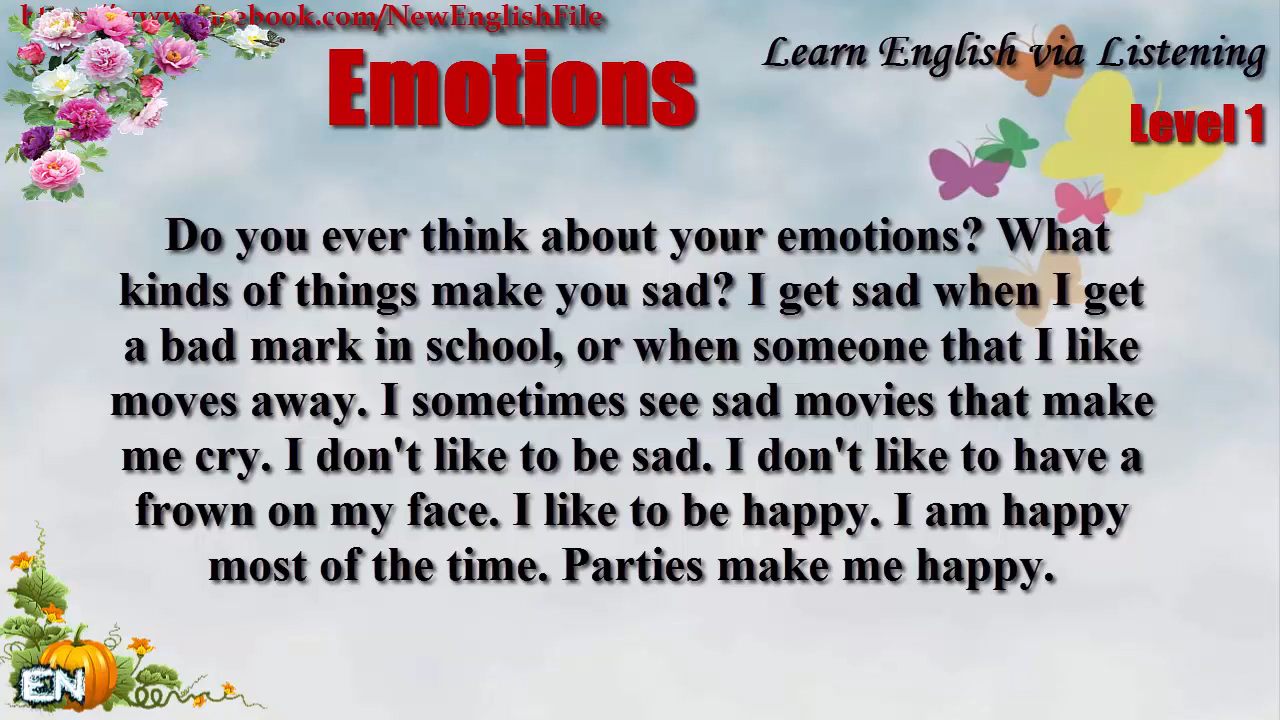 facebook.com/NewEnglishFile
Emotions
Learn English via Listening
Level 1
Do you ever think about your emotions? What
kinds of things make you sad? I get sad when I get
a bad mark in school, or when someone that I like
moves away. I sometimes see sad movies that make
me cry. I don't like to be sad. I don't like to have a
frown on my face. I like to be happy. I am happy
most of the time. Parties make me happy.
EN